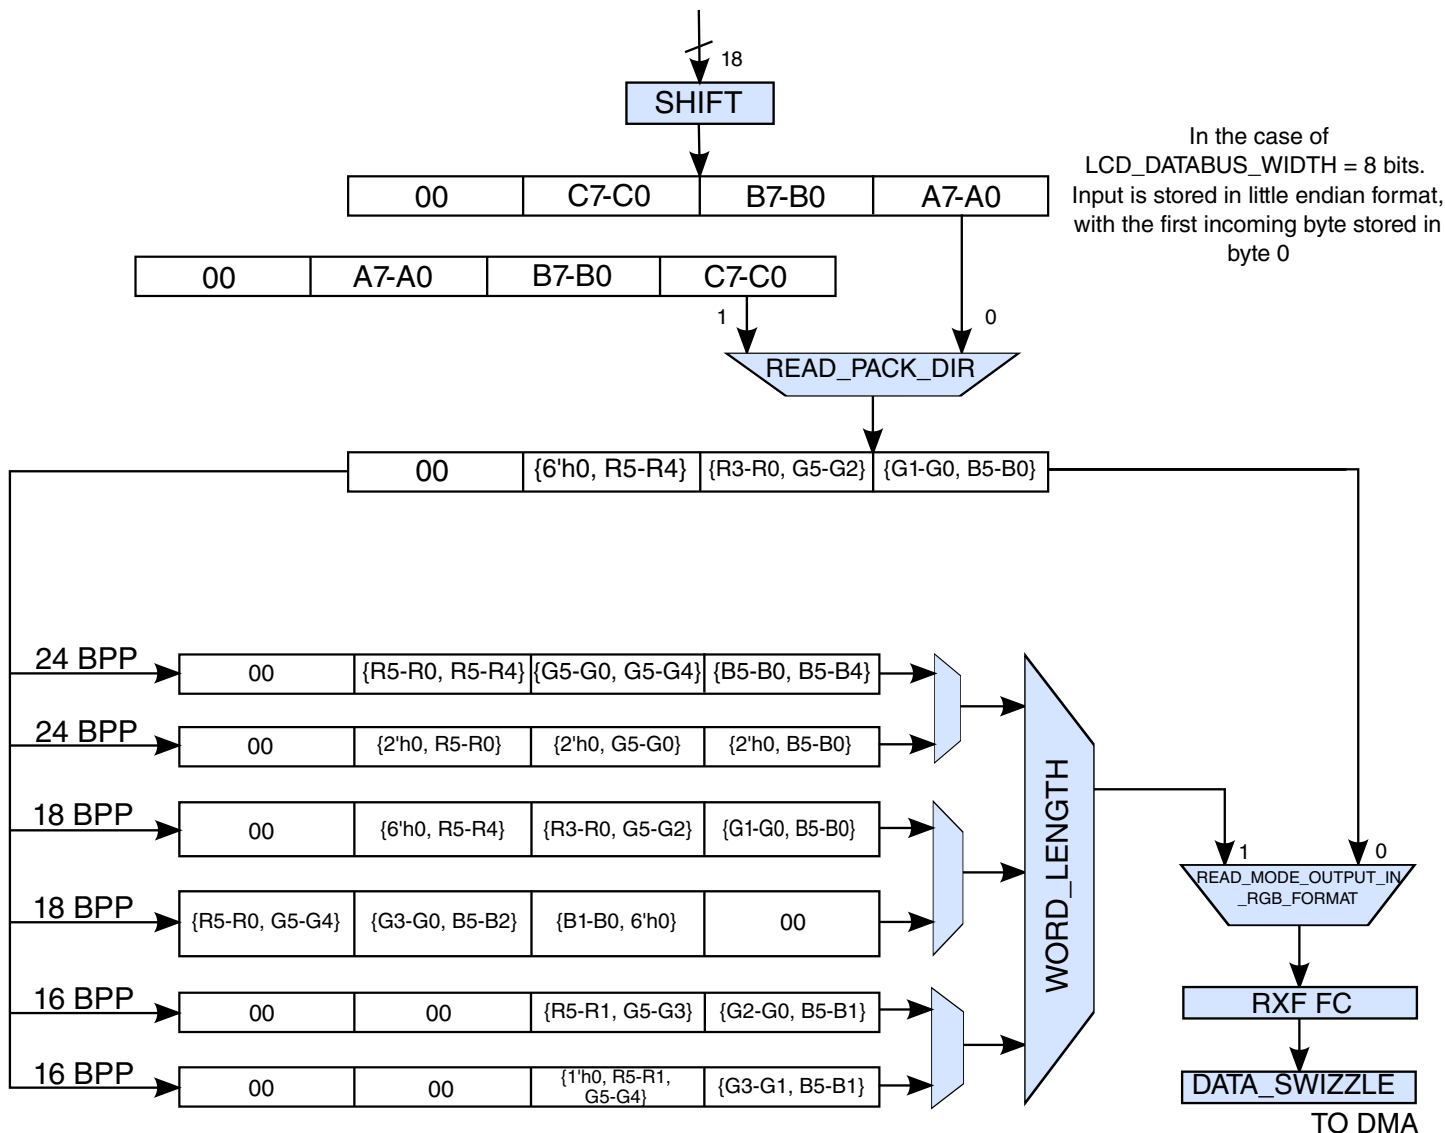 18
SHIFT
In the case of
LCD_DATABUS_WIDTH = 8 bits.
Input is stored in little endian format,
with the first incoming byte stored in
byte 0
00 C7-C0 B7-B0 A7-A0
00 A7-A0 B7-B0 C7-C0
1 0
READ_PACK_DIR
00 {6'h0, R5-R4} {R3-R0, G5-G2} {G1-G0, B5-B0}
24 BPP 00 {R5-R0, R5-R4} {G5-G0, G5-G4} {B5-B0, B5-B4}
24 BPP 00 {2'h0, R5-R0} {2'h0, G5-G0} {2'h0, B5-B0}
18 BPP 00 {6'h0, R5-R4} {R3-R0, G5-G2} {G1-G0, B5-B0}
18 BPP {R5-R0, G5-G4} {G3-G0, B5-B2} {B1-B0, 6'h0} 00
16 BPP 00 00 {R5-R1, G5-G3} {G2-G0, B5-B1}
16 BPP 00 00 {1'h0, R5-R1,
G5-G4} {G3-G1, B5-B1}
WORD_LENGTH
1 0
READ_MODE_OUTPUT_IN
_RGB_FORMAT
RXF FC
DATA_SWIZZLE
TO DMA